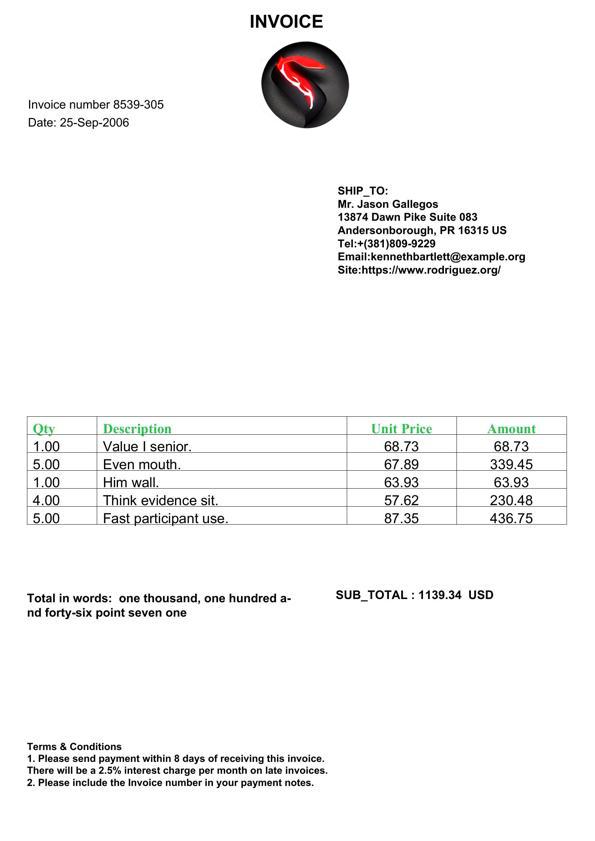 INVOICE
Invoice number 8539-305
Date: 25-Sep-2006
SHIP_TO:
Mr. Jason Gallegos
13874 Dawn Pike Suite 083
Andersonborough, PR 16315 US
Tel:+(381)809-9229
Email:kennethbartlett@example.org
Site:https://www.rodriguez.org/
Qty Description Unit Price Amount
1.00 Value I senior. 68.73 68.73
5.00 Even mouth. 67.89 339.45
1.00 Him wall. 63.93 63.93
4.00 Think evidence sit. 57.62 230.48
5.00 Fast participant use. 87.35 436.75
Total in words:  one thousand, one hundred a-
nd forty-six point seven one
SUB_TOTAL : 1139.34  USD
Terms & Conditions
1. Please send payment within 8 days of receiving this invoice.
There will be a 2.5% interest charge per month on late invoices.
2. Please include the Invoice number in your payment notes.